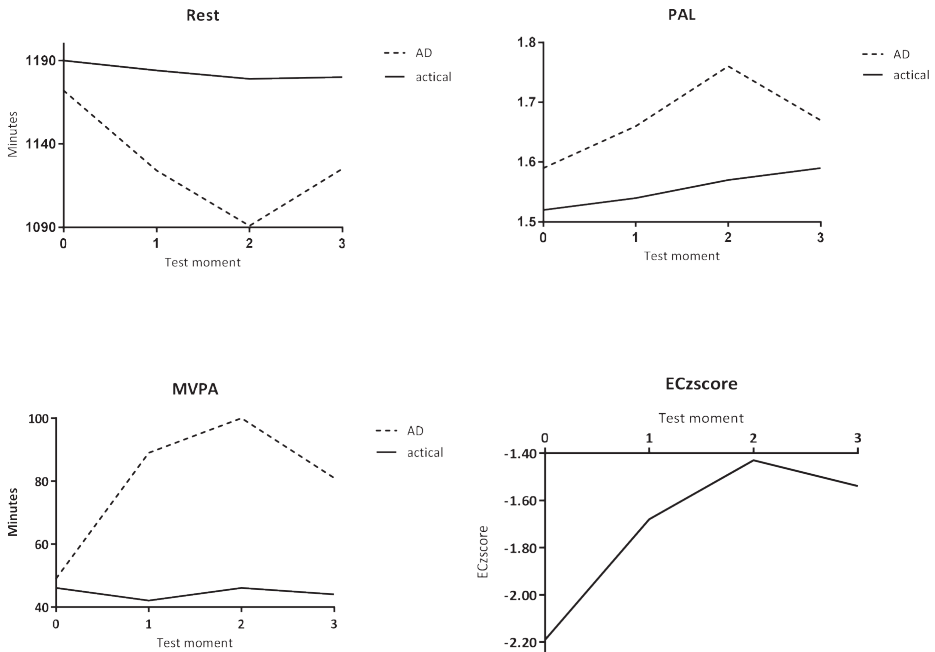 Rest
AD
actical
Minutes
1190
1140
1090
0 1 2 3
Test moment
PAL
AD
actical
1.8
1.7
1.6
1.5
0 1 2 3
Test moment
MVPA
AD
actical
Minutes
100
80
60
40
0 1 2 3
Test moment
ECzscore
Test moment
0 1 2 3
ECzscore
-1.40
-1.60
-1.80
-2.00
-2.20